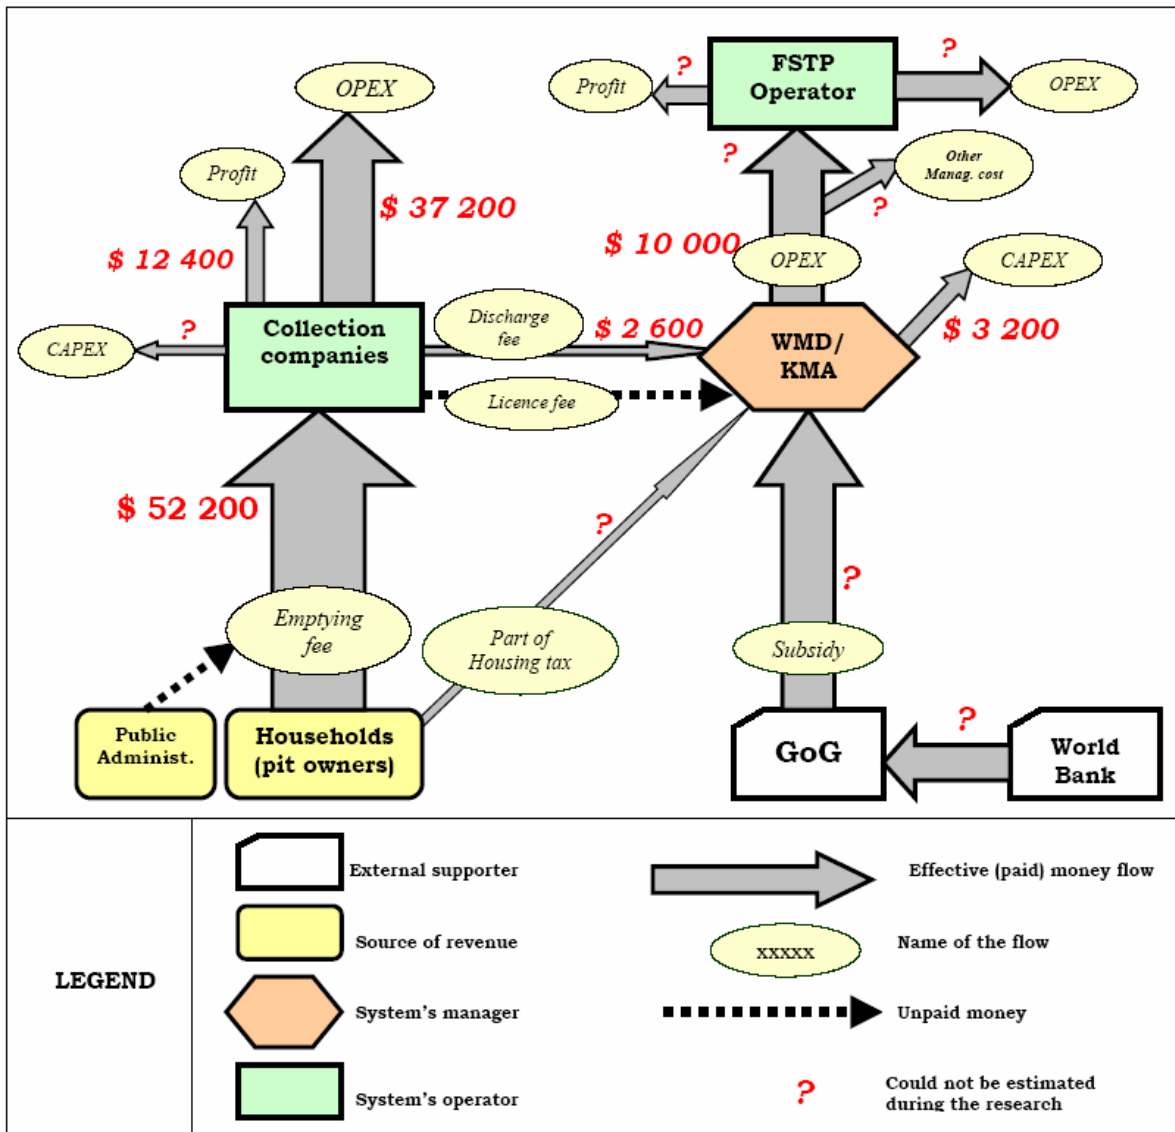 OPEX
Profit
$ 37 200
$ 12 400
?
CAPEX
Collection
companies
Discharge
fee
$ 2 600
Licence fee
$ 52 200
Emptying
fee
Public
Administ.
Households
(pit owners)
Part of
Housing tax
?
Profit
?
FSTP
Operator
?
OPEX
?
Other
Manag. cost
?
$ 10 000
OPEX
CAPEX
$ 3 200
WMD/
KMA
?
Subsidy
GoG
?
World
Bank
LEGEND
External supporter
Source of revenue
System's manager
System's operator
Effective (paid) money flow
xxxxx
Name of the flow
Unpaid money
?
Could not be estimated
during the research